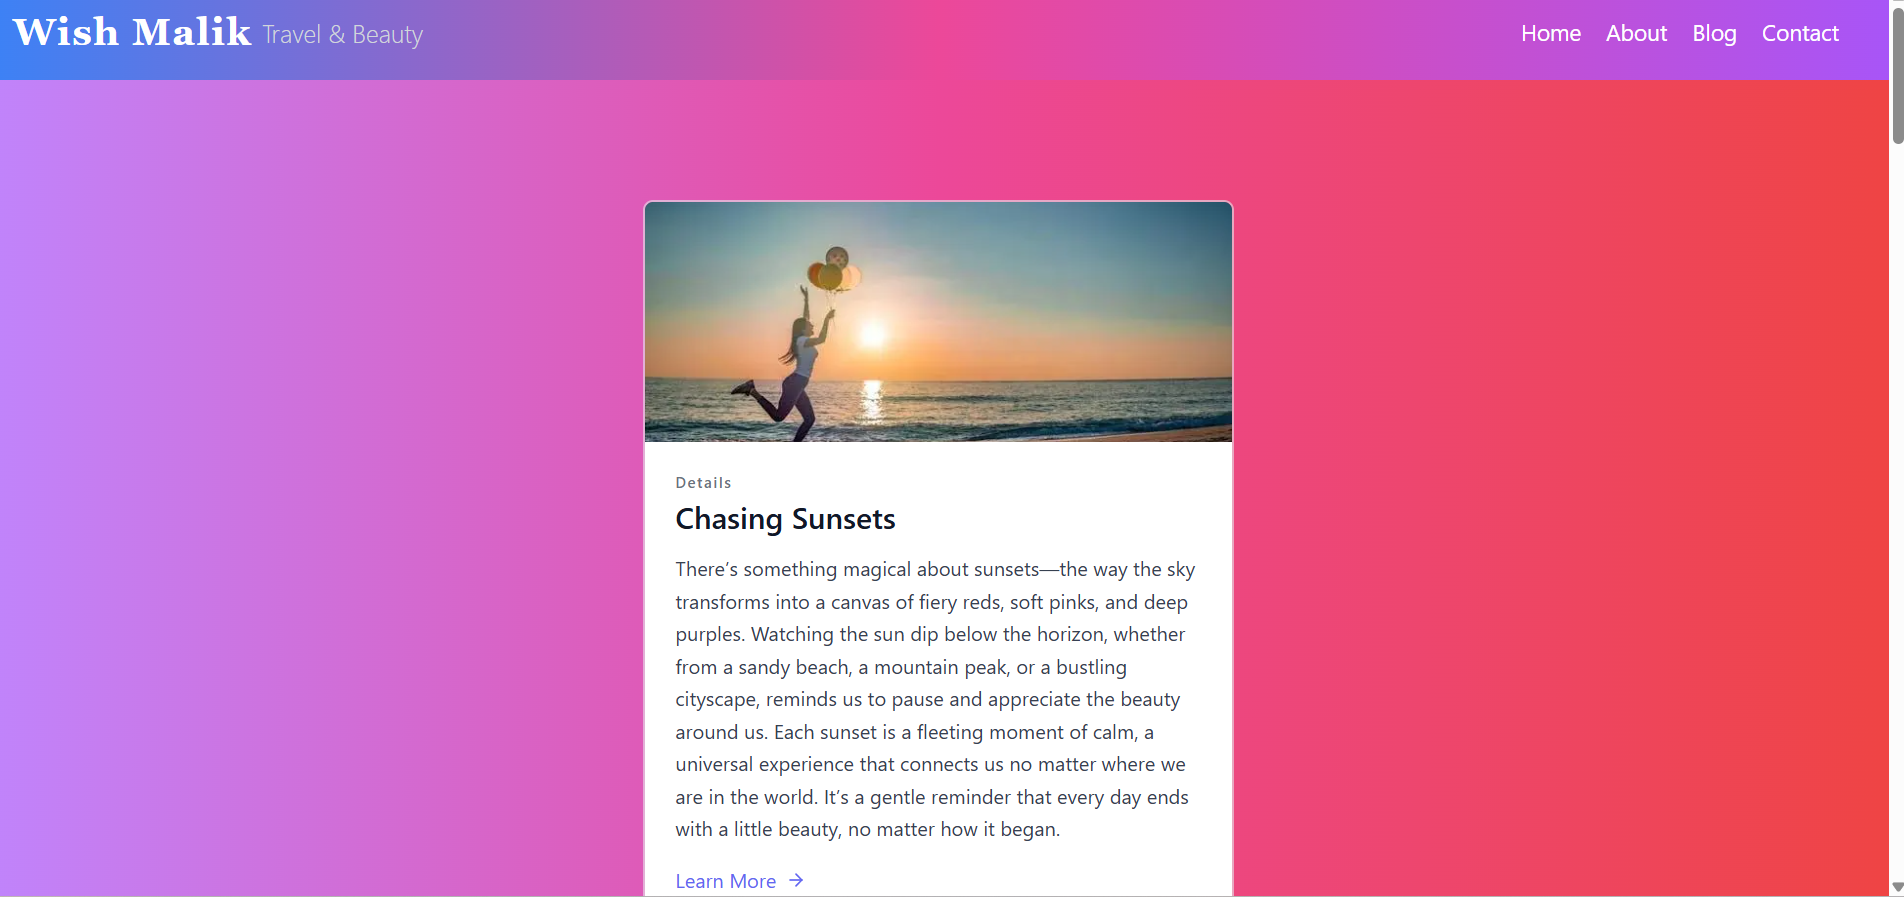 Wish Malik Travel & Beauty
Home About Blog Contact
Details
Chasing Sunsets
There’s something magical about sunsets—the way the sky
transforms into a canvas of fiery reds, soft pinks, and deep
purples. Watching the sun dip below the horizon, whether
from a sandy beach, a mountain peak, or a bustling
cityscape, reminds us to pause and appreciate the beauty
around us. Each sunset is a fleeting moment of calm, a
universal experience that connects us no matter where we
are in the world. It’s a gentle reminder that every day ends
with a little beauty, no matter how it began.
Learn More →